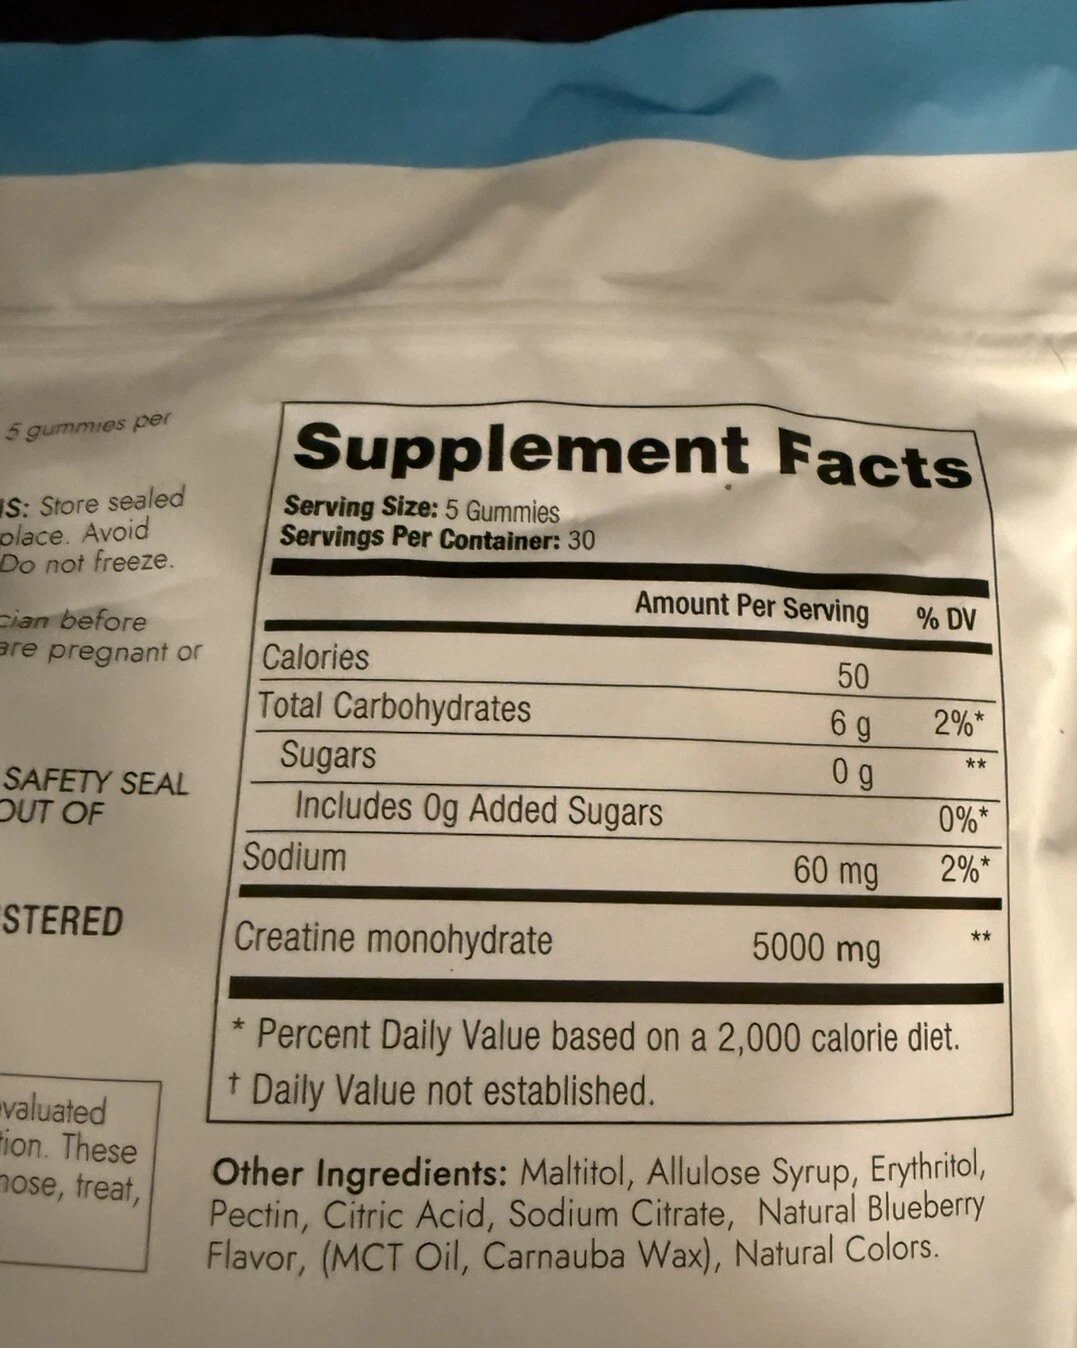 5 gummies per
IS: Store sealed
place. Avoid
Do not freeze.
cian before
are pregnant or
SAFETY SEAL
OUT OF
STERED
valuated
tion. These
nose, treat,
Supplement Facts
Serving Size: 5 Gummies
Servings Per Container: 30
Amount Per Serving % DV
Calories 50
Total Carbohydrates 6 g 2%*
Sugars 0 g **
Includes 0g Added Sugars 0%*
Sodium 60 mg 2%*
Creatine monohydrate 5000 mg **
* Percent Daily Value based on a 2,000 calorie diet.
† Daily Value not established.
Other Ingredients: Maltitol, Allulose Syrup, Erythritol,
Pectin, Citric Acid, Sodium Citrate, Natural Blueberry
Flavor, (MCT Oil, Carnauba Wax), Natural Colors.